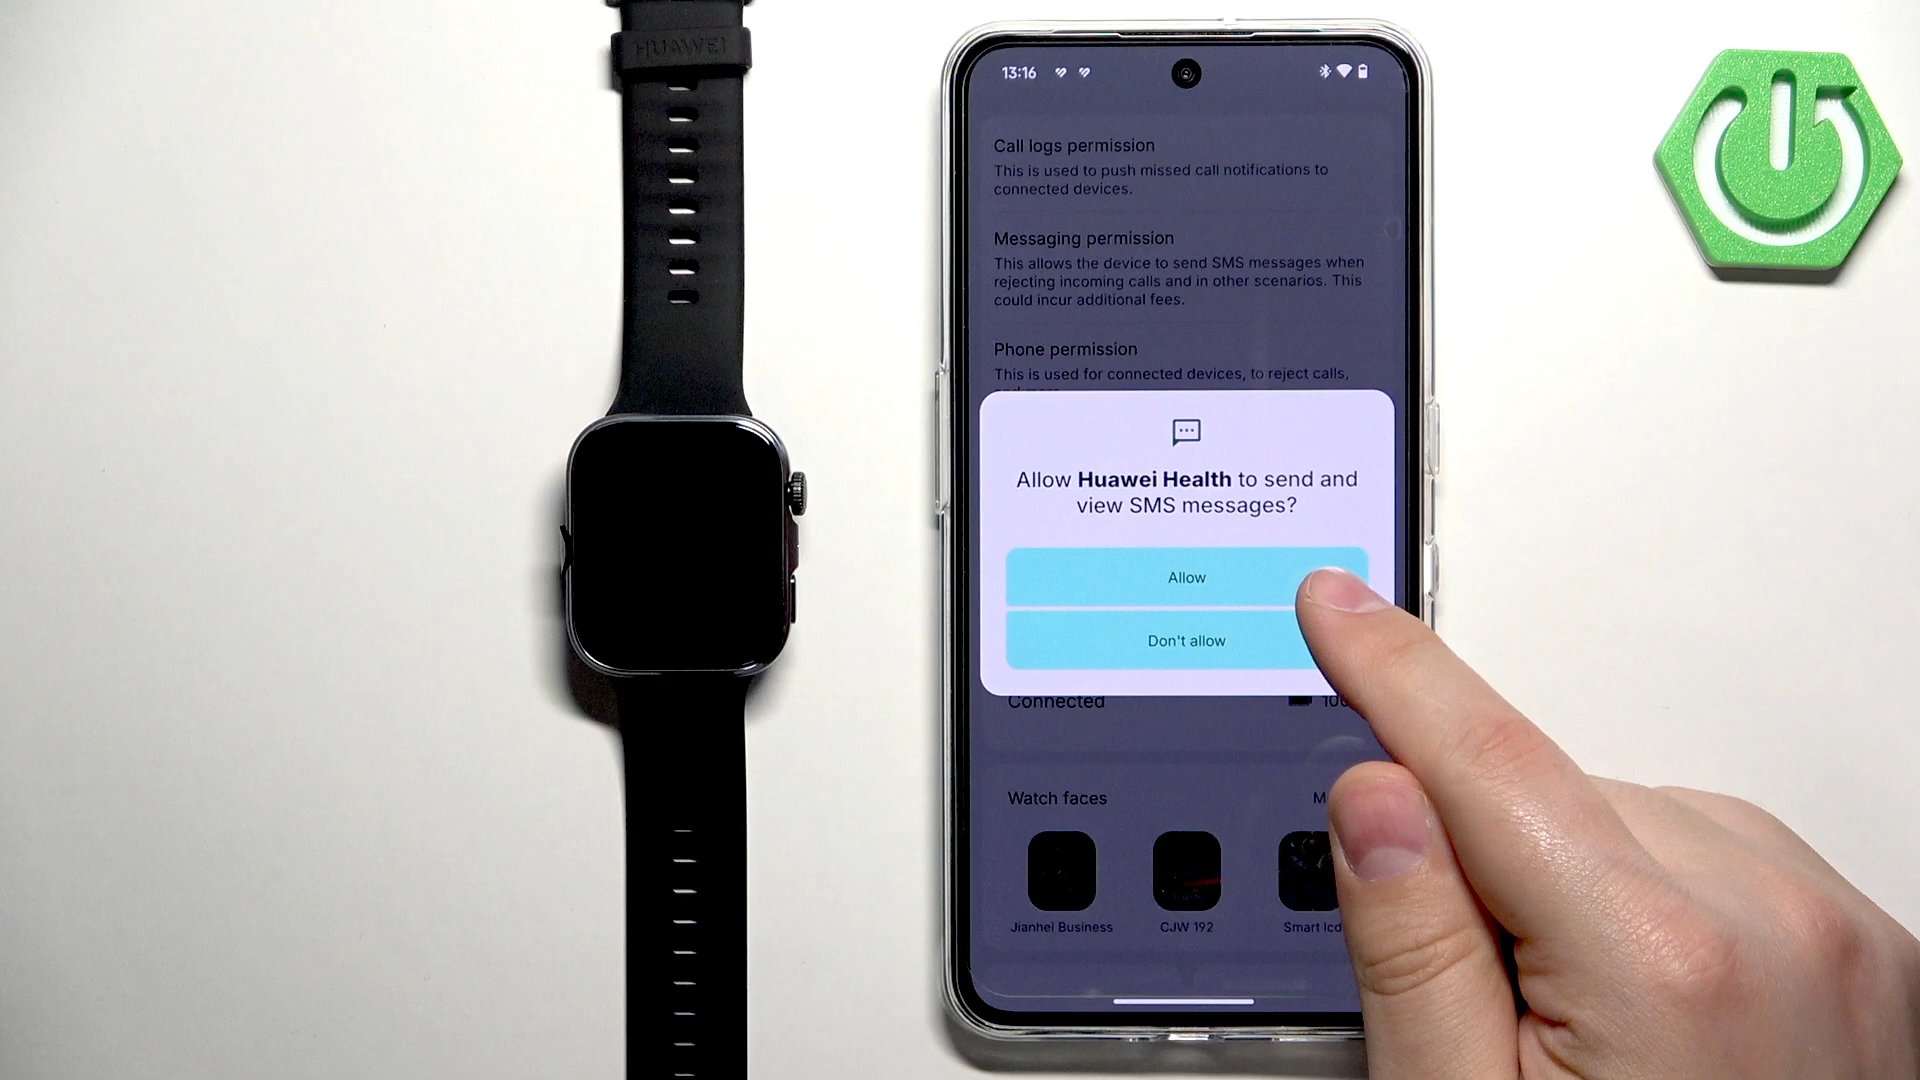 HUAWEI
13:16
Call logs permission
This is used to push missed call notifications to
connected devices.
Messaging permission
This allows the device to send SMS messages when
rejecting incoming calls and in other scenarios. This
could incur additional fees.
Phone permission
This is used for connected devices, to reject calls,
Allow Huawei Health to send and
view SMS messages?
Allow
Don't allow
Connected
Watch faces
Jianhei Business
CJW 192
Smart lcd